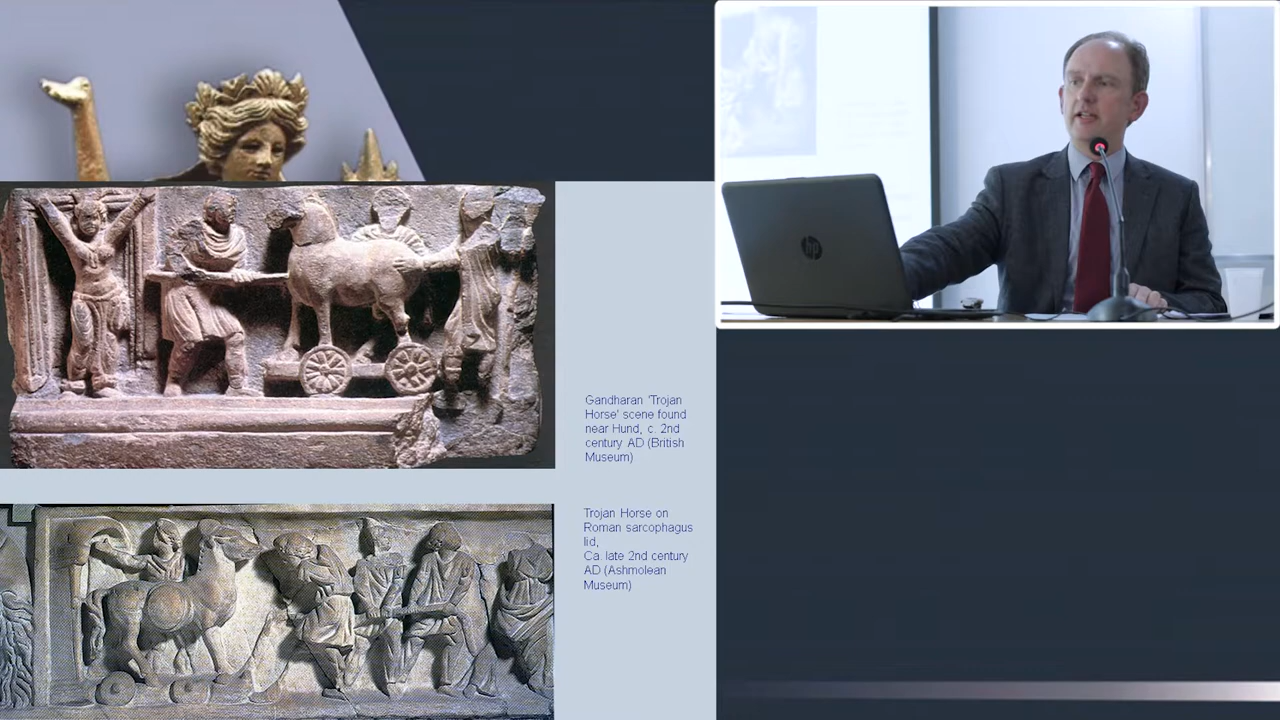 Gandharan 'Trojan
Horse' scene found
near Hund, c. 2nd
century AD (British
Museum)
Trojan Horse on
Roman sarcophagus
lid,
Ca. late 2nd century
AD (Ashmolean
Museum)
hp